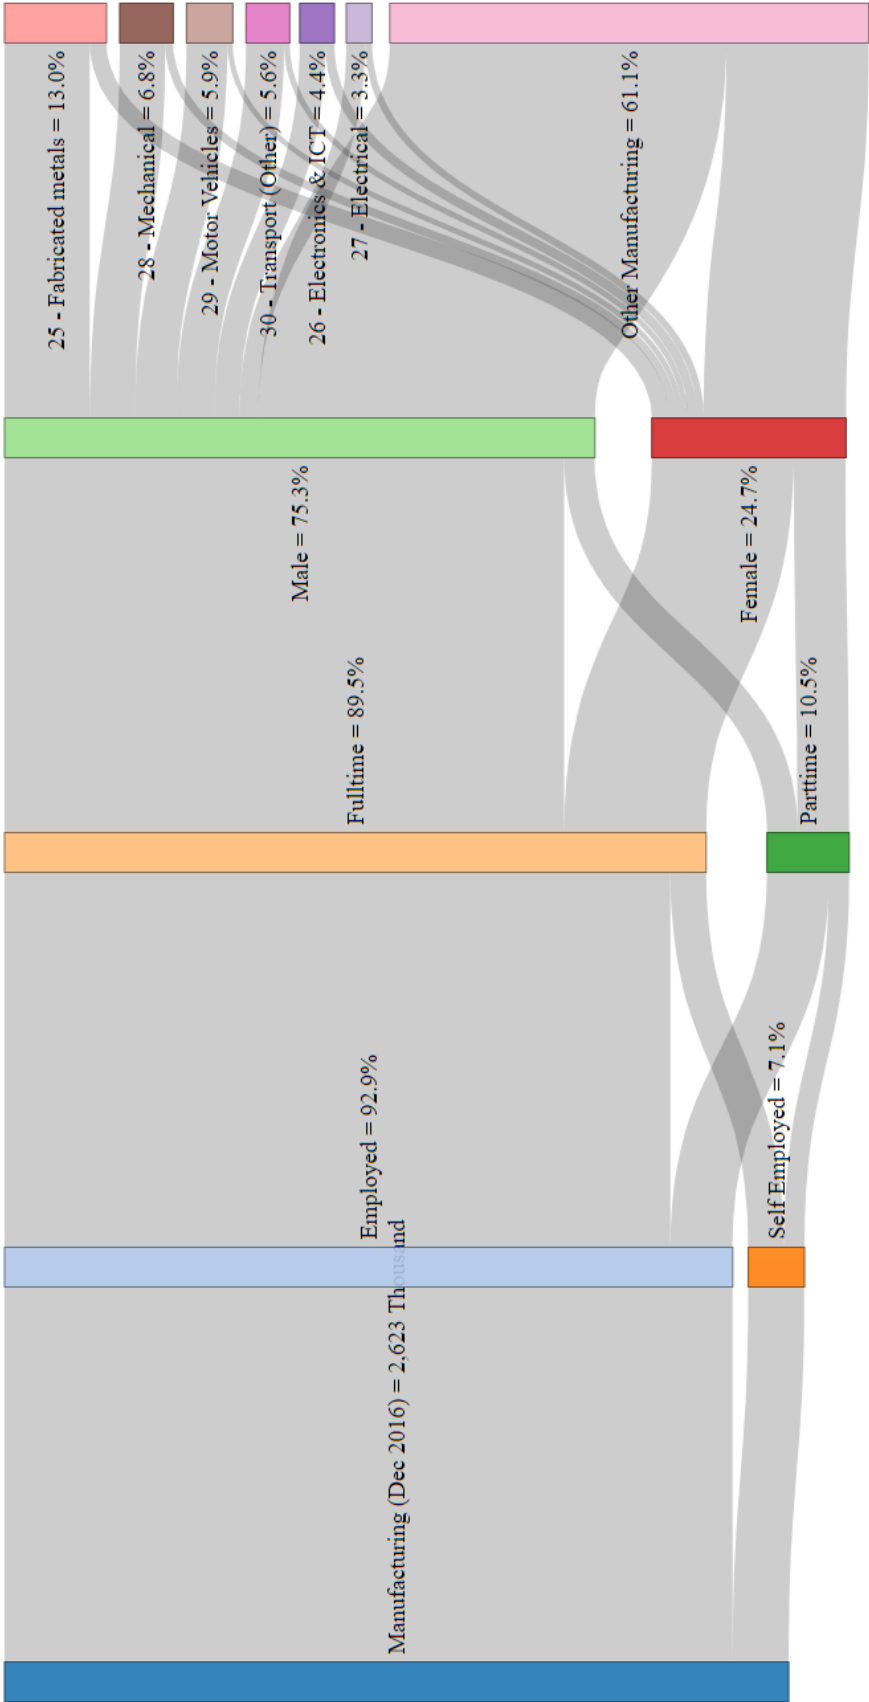 Manufacturing (Dec 2016) = 2,623 Thousand
Employed = 92.9%
Self Employed = 7.1%
Fulltime = 89.5%
Parttime = 10.5%
Male = 75.3%
Female = 24.7%
25 - Fabricated metals = 13.0%
28 - Mechanical = 6.8%
29 - Motor Vehicles = 5.9%
30 - Transport (Other) = 5.6%
26 - Electronics & ICT = 4.4%
27 - Electrical = 3.3%
Other Manufacturing = 61.1%